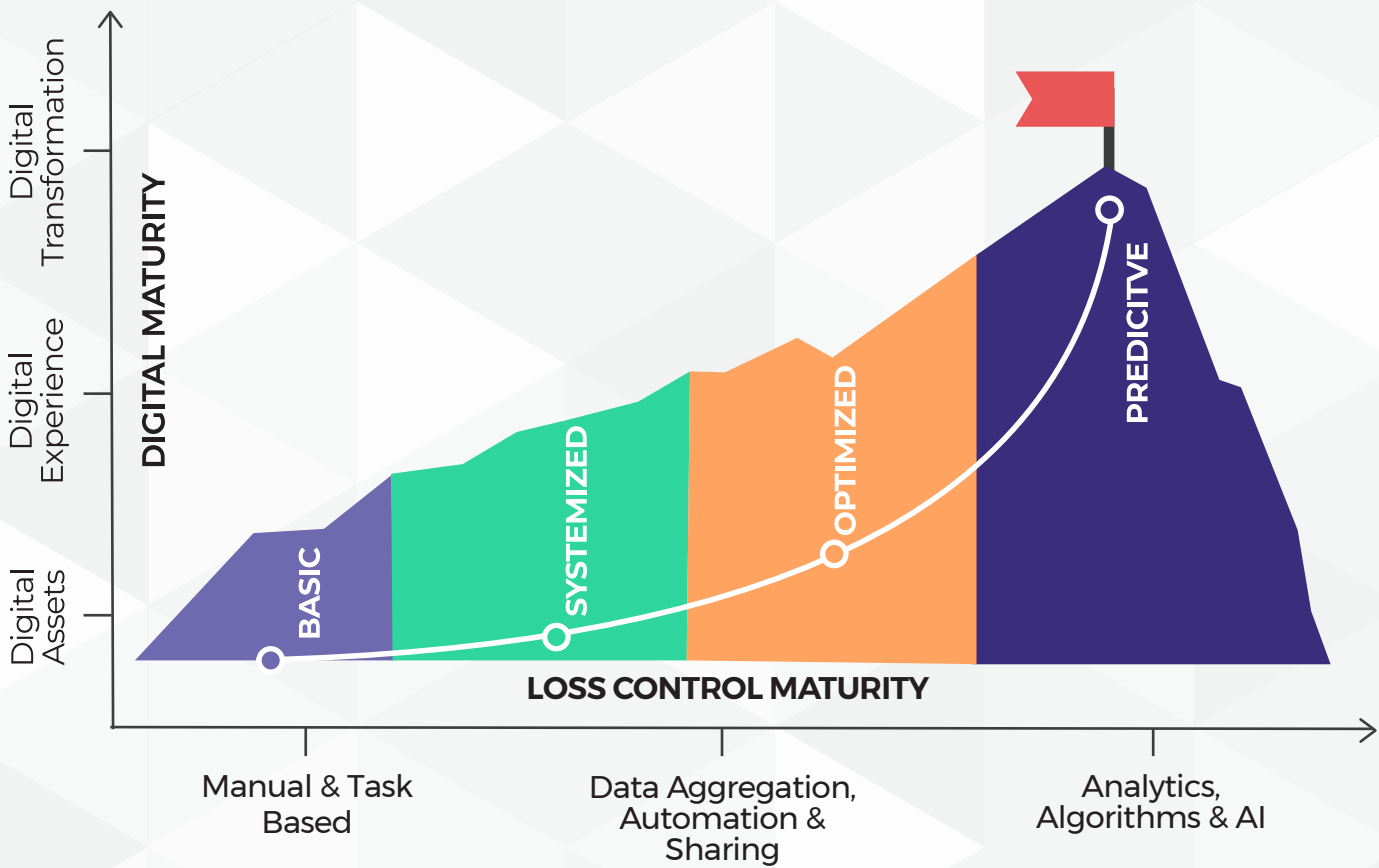 Digital
Transformation
Digital
Experience
Digital
Assets
DIGITAL MATURITY
BASIC
SYSTEMIZED
OPTIMIZED
PREDICITVE
LOSS CONTROL MATURITY
Manual & Task
Based
Data Aggregation,
Automation &
Sharing
Analytics,
Algorithms & AI